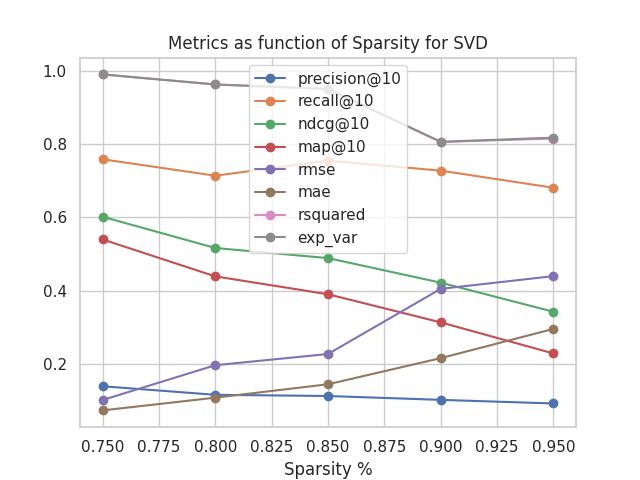 Metrics as function of Sparsity for SVD
1.0
0.8
0.6
0.4
0.2
precision@10
recall@10
ndcg@10
map@10
rmse
mae
rsquared
exp_var
0.750 0.775 0.800 0.825 0.850 0.875 0.900 0.925 0.950
Sparsity %